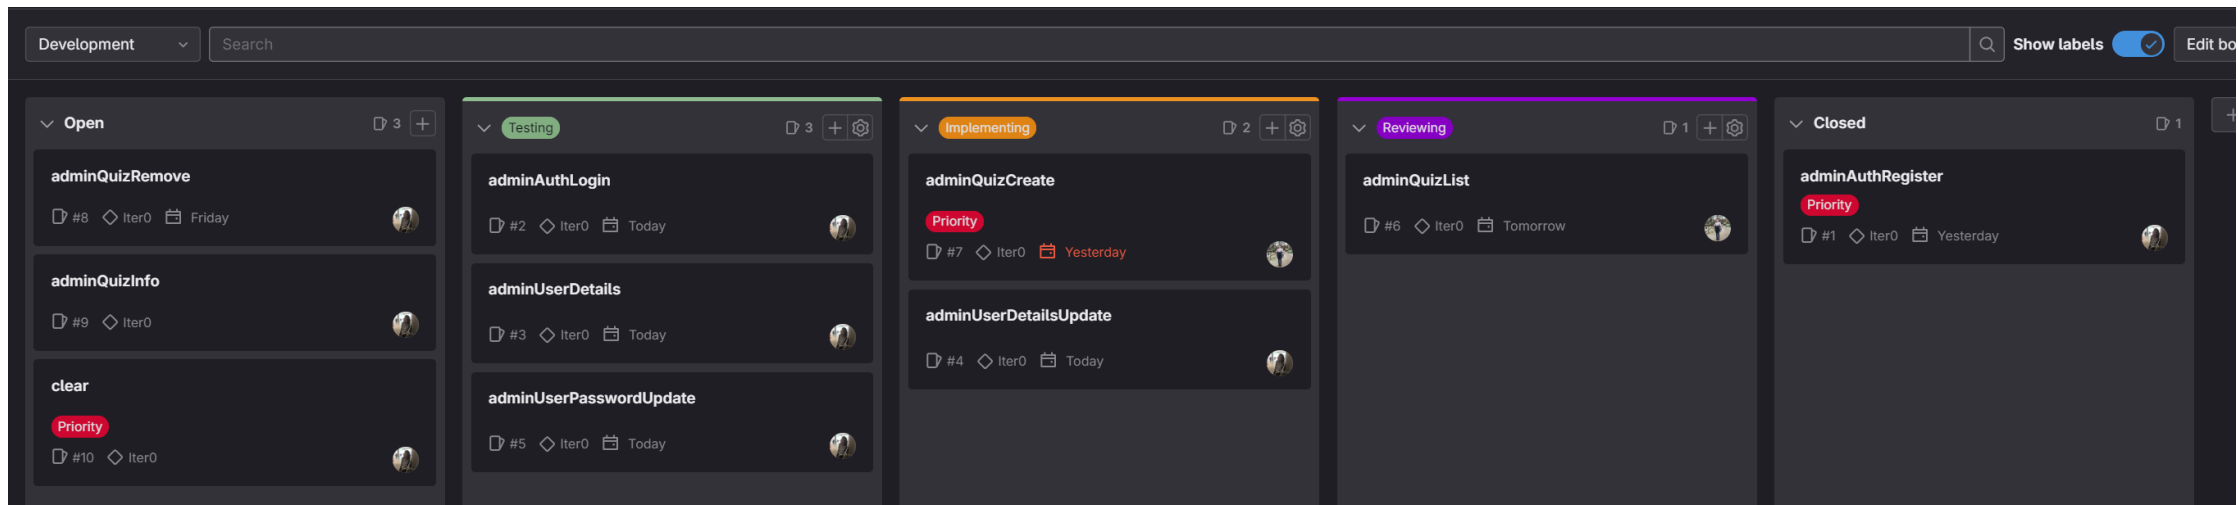 Development
Search
Show labels
Edit bo
Open
3
adminQuizRemove
#8 Iter0 Friday
adminQuizInfo
#9 Iter0
clear
Priority
#10 Iter0
Testing
3
adminAuthLogin
#2 Iter0 Today
adminUserDetails
#3 Iter0 Today
adminUserPasswordUpdate
#5 Iter0 Today
Implementing
2
adminQuizCreate
Priority
#7 Iter0 Yesterday
adminUserDetailsUpdate
#4 Iter0 Today
Reviewing
1
adminQuizList
#6 Iter0 Tomorrow
Closed
1
adminAuthRegister
Priority
#1 Iter0 Yesterday